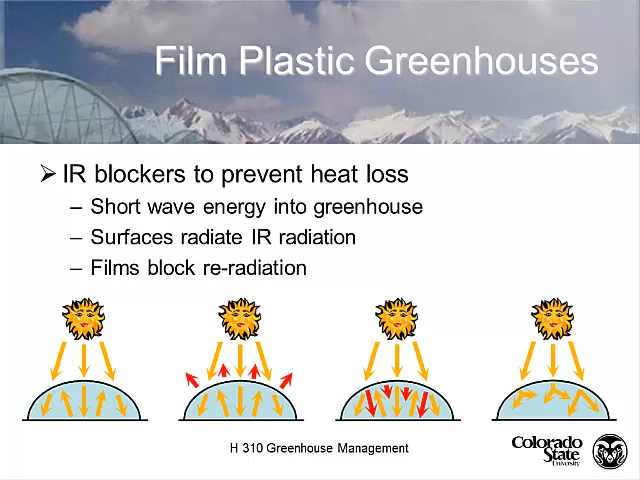 Film Plastic Greenhouses
IR blockers to prevent heat loss
– Short wave energy into greenhouse
– Surfaces radiate IR radiation
– Films block re-radiation
H 310 Greenhouse Management
Colorado
State
University